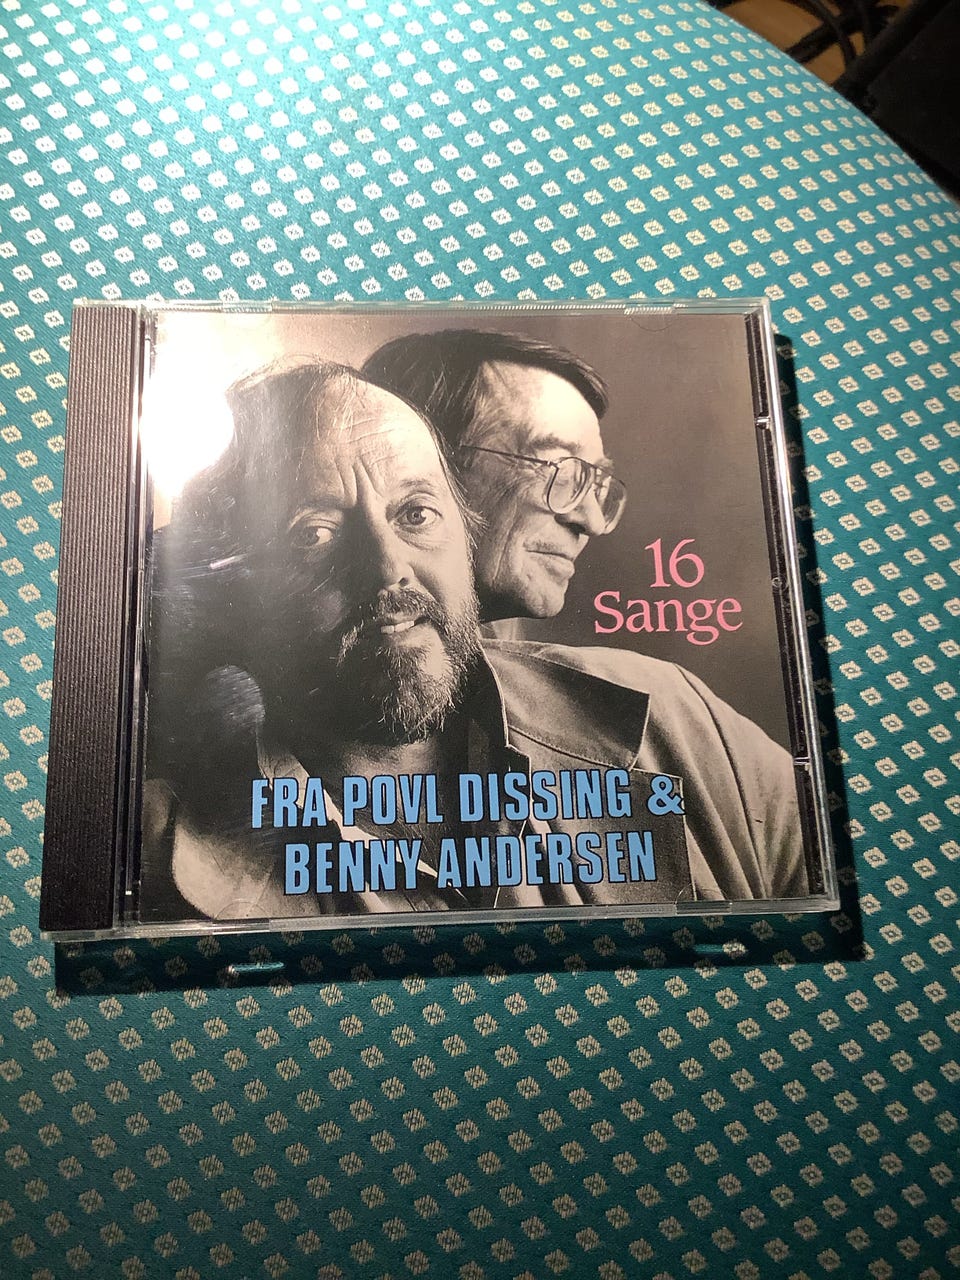 16
Sange
FRA POVL DISSING &
BENNY ANDERSEN